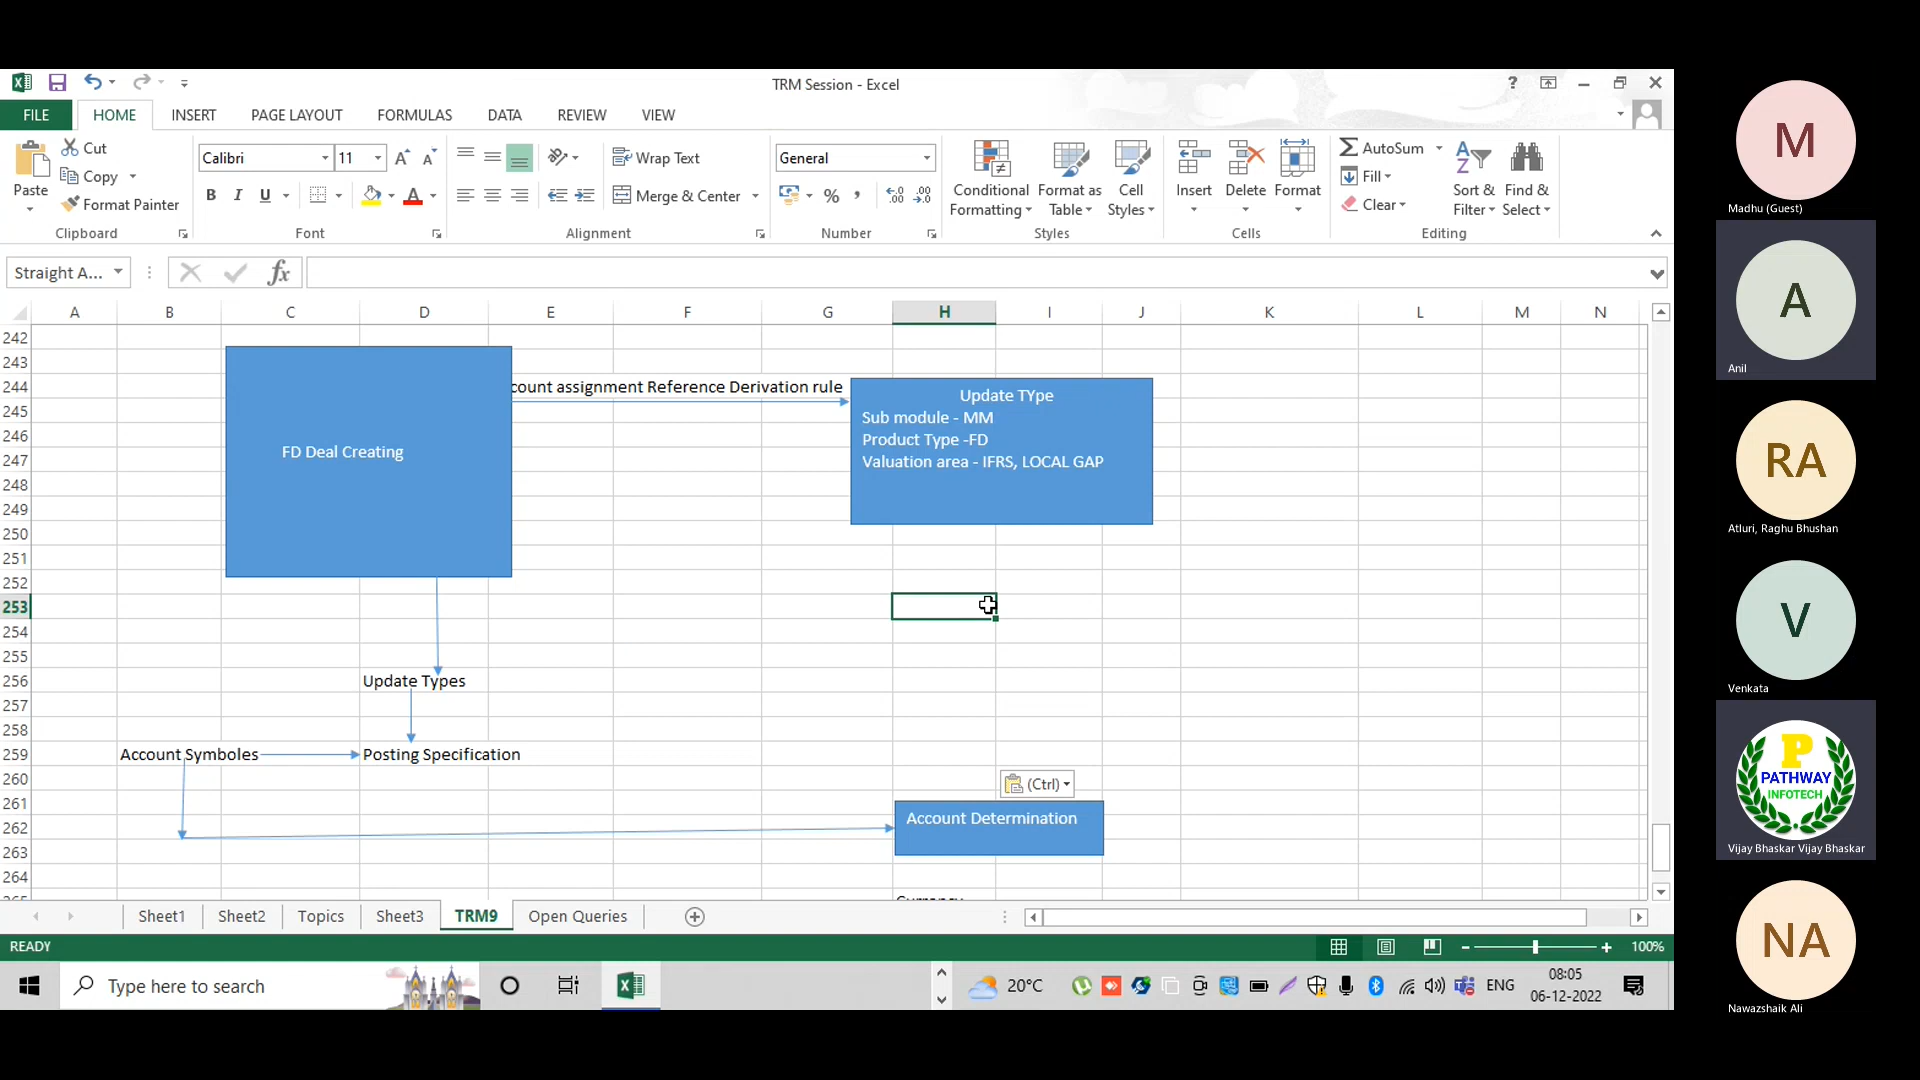 TRM Session - Excel
?
FILE
HOME
INSERT
PAGE LAYOUT
FORMULAS
DATA
REVIEW
VIEW
Paste
Cut
Copy
Format Painter
Clipboard
Calibri
11
B I U
Font
Wrap Text
Merge & Center
Alignment
General
%
Number
Conditional
Formatting
Format as
Table
Cell
Styles
Styles
Insert
Delete
Format
Cells
AutoSum
Fill
Clear
Sort &
Filter
Find &
Select
Editing
Straight A...
fx
A B C D E F G H I J K L M N
242
243
244
245
246
247
248
249
250
251
252
253
254
255
256
257
258
259
260
261
262
263
264
count assignment Reference Derivation rule
FD Deal Creating
Update TYpe
Sub module - MM
Product Type -FD
Valuation area - IFRS, LOCAL GAP
Update Types
Account Symboles
Posting Specification
(Ctrl)
Account Determination
Sheet1
Sheet2
Topics
Sheet3
TRM9
Open Queries
READY
100%
Type here to search
20°C
ENG
08:05
06-12-2022
M
Madhu (Guest)
A
Anil
RA
Atluri, Raghu Bhushan
V
Venkata
P
PATHWAY
INFOTECH
Vijay Bhaskar Vijay Bhaskar
NA
Nawazshaik Ali